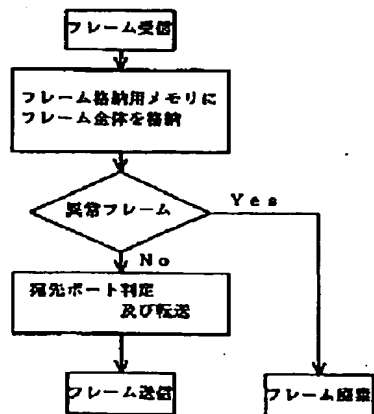 フレーム受信
フレーム格納用メモリに
フレーム全体を格納
異常フレーム
Yes
No
宛先ポート判定
及び転送
フレーム送信
フレーム廃棄